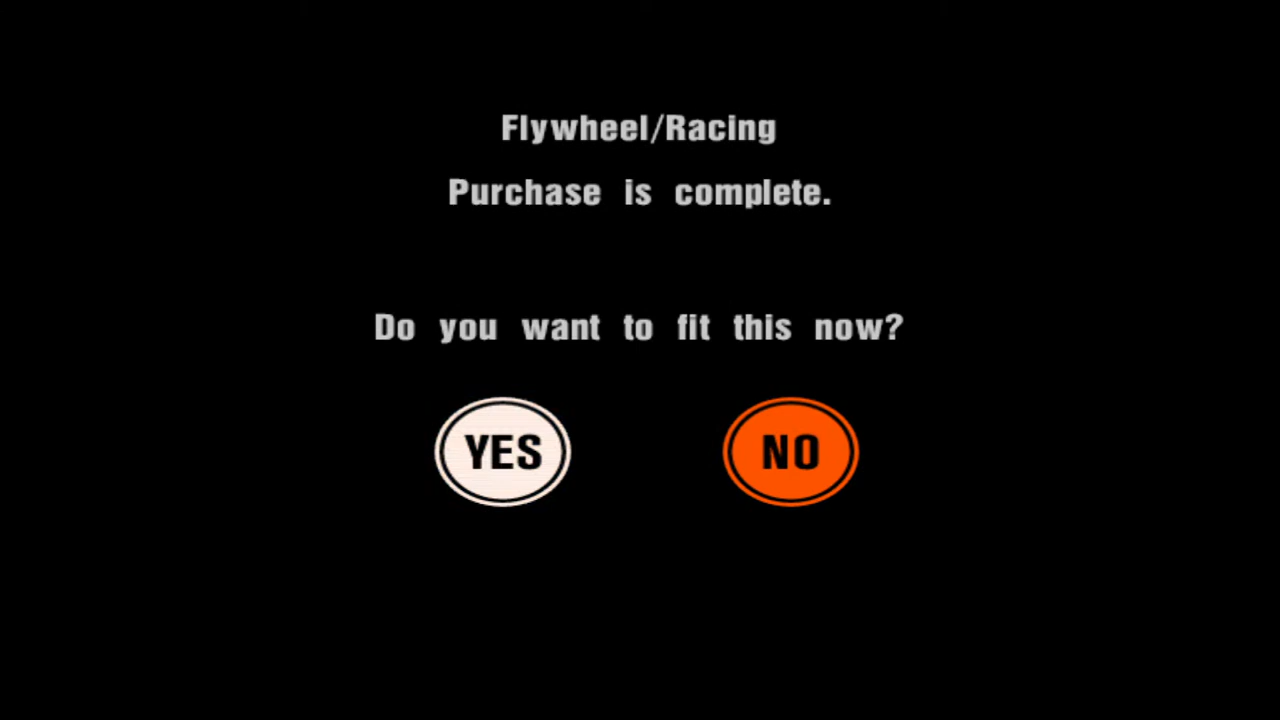 Flywheel/Racing
Purchase is complete.
Do you want to fit this now?
YES NO